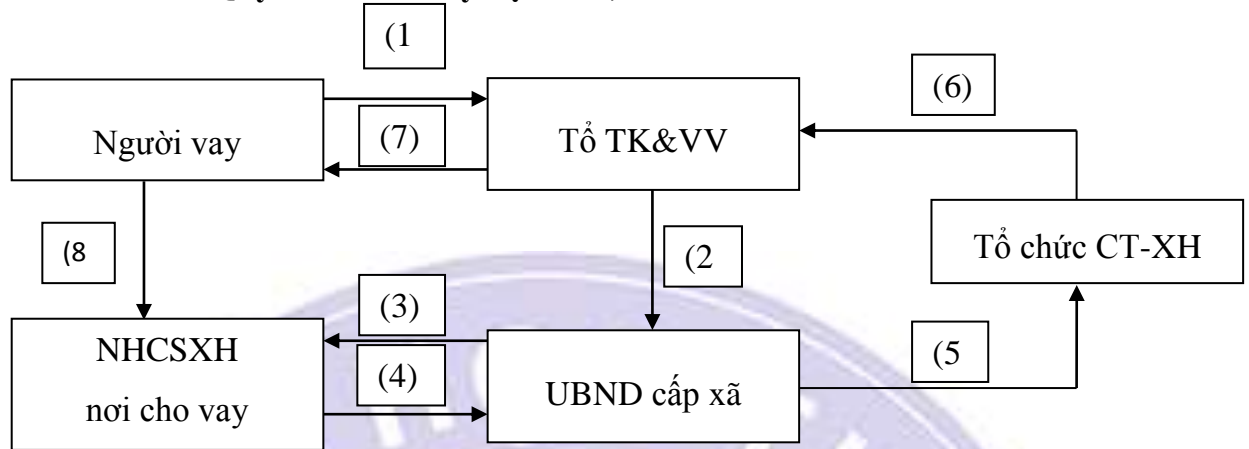 (1
(6)
Người vay
(7)
Tổ TK&VV
(8
(2
Tổ chức CT-XH
(3)
NHCSXH
nơi cho vay
(4)
UBND cấp xã
(5